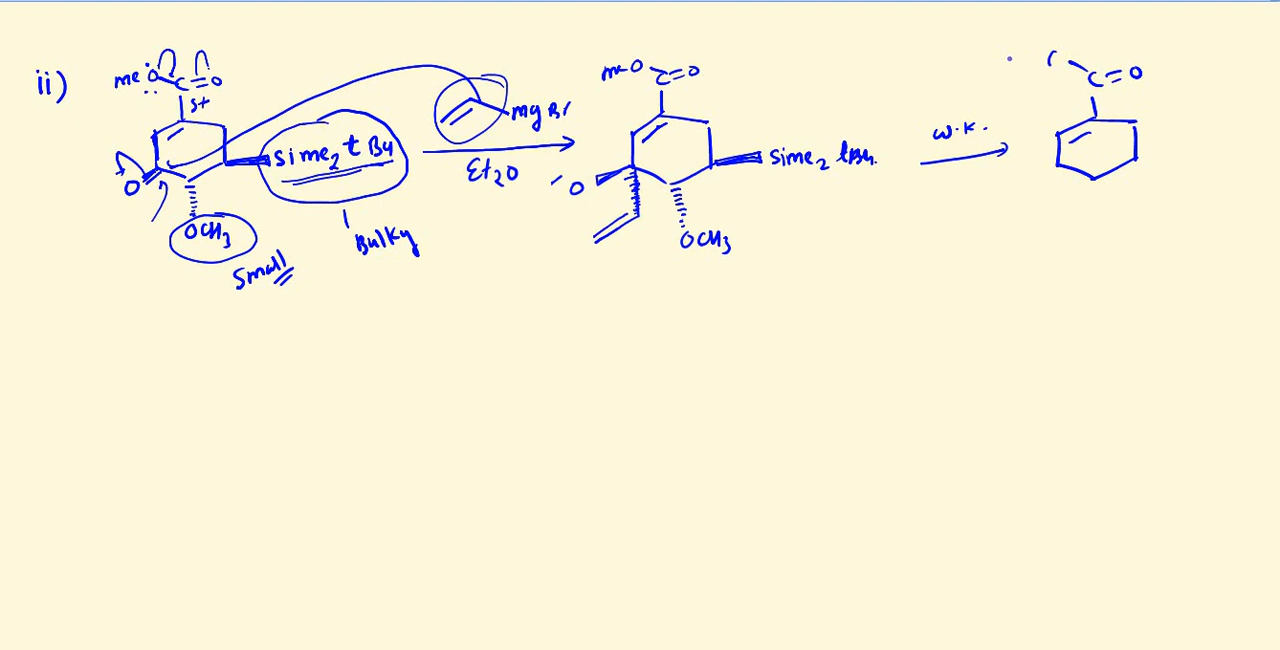 ii)
meO-C=O
δ+
O
Sime2 tBu
OCH3
Small
Bulky
mgBr
Et2O
meO-C=O
-O
Sime2 tBu.
OCH3
W.K.
C=O